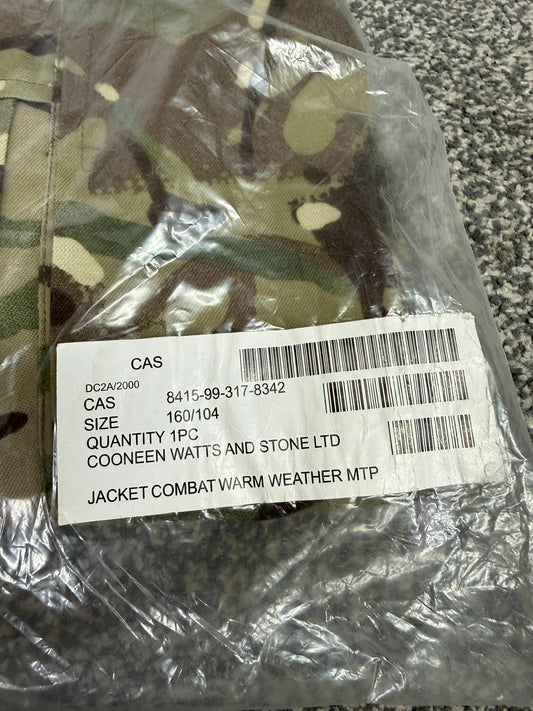 CAS
DC2A/2000
CAS 8415-99-317-8342
SIZE 160/104
QUANTITY 1PC
COONEEN WATTS AND STONE LTD
JACKET COMBAT WARM WEATHER MTP